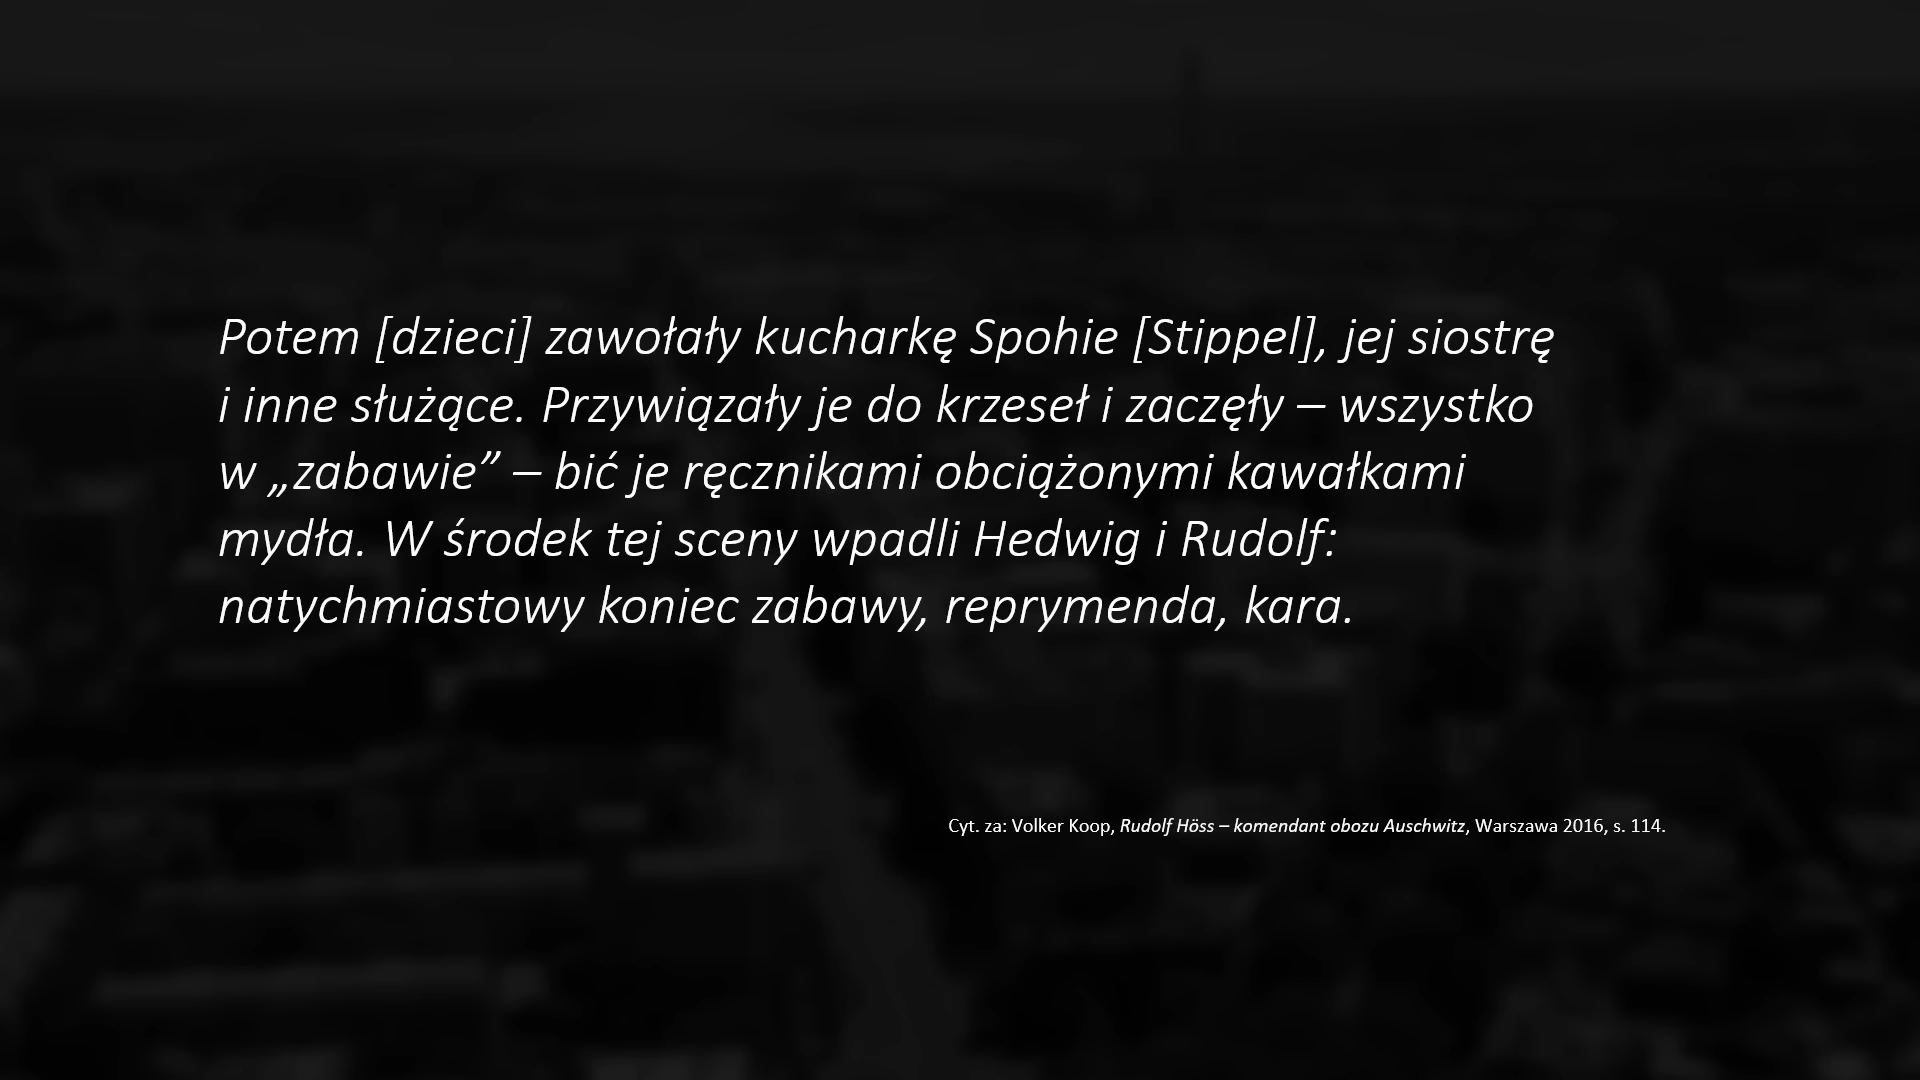 Potem [dzieci] zawołały kucharkę Spohie [Stippel], jej siostrę
i inne służące. Przywiązały je do krzeseł i zaczęły – wszystko
w „zabawie” – bić je ręcznikami obciążonymi kawałkami
mydła. W środek tej sceny wpadli Hedwig i Rudolf:
natychmiastowy koniec zabawy, reprymenda, kara.
Cyt. za: Volker Koop, Rudolf Höss – komendant obozu Auschwitz, Warszawa 2016, s. 114.